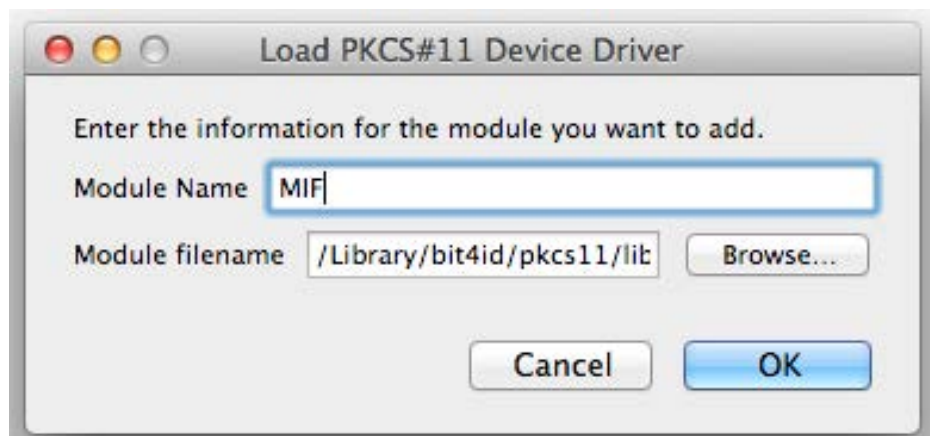 Load PKCS#11 Device Driver
Enter the information for the module you want to add.
Module Name MIF
Module filename /Library/bit4id/pkcs11/lib Browse...
Cancel OK